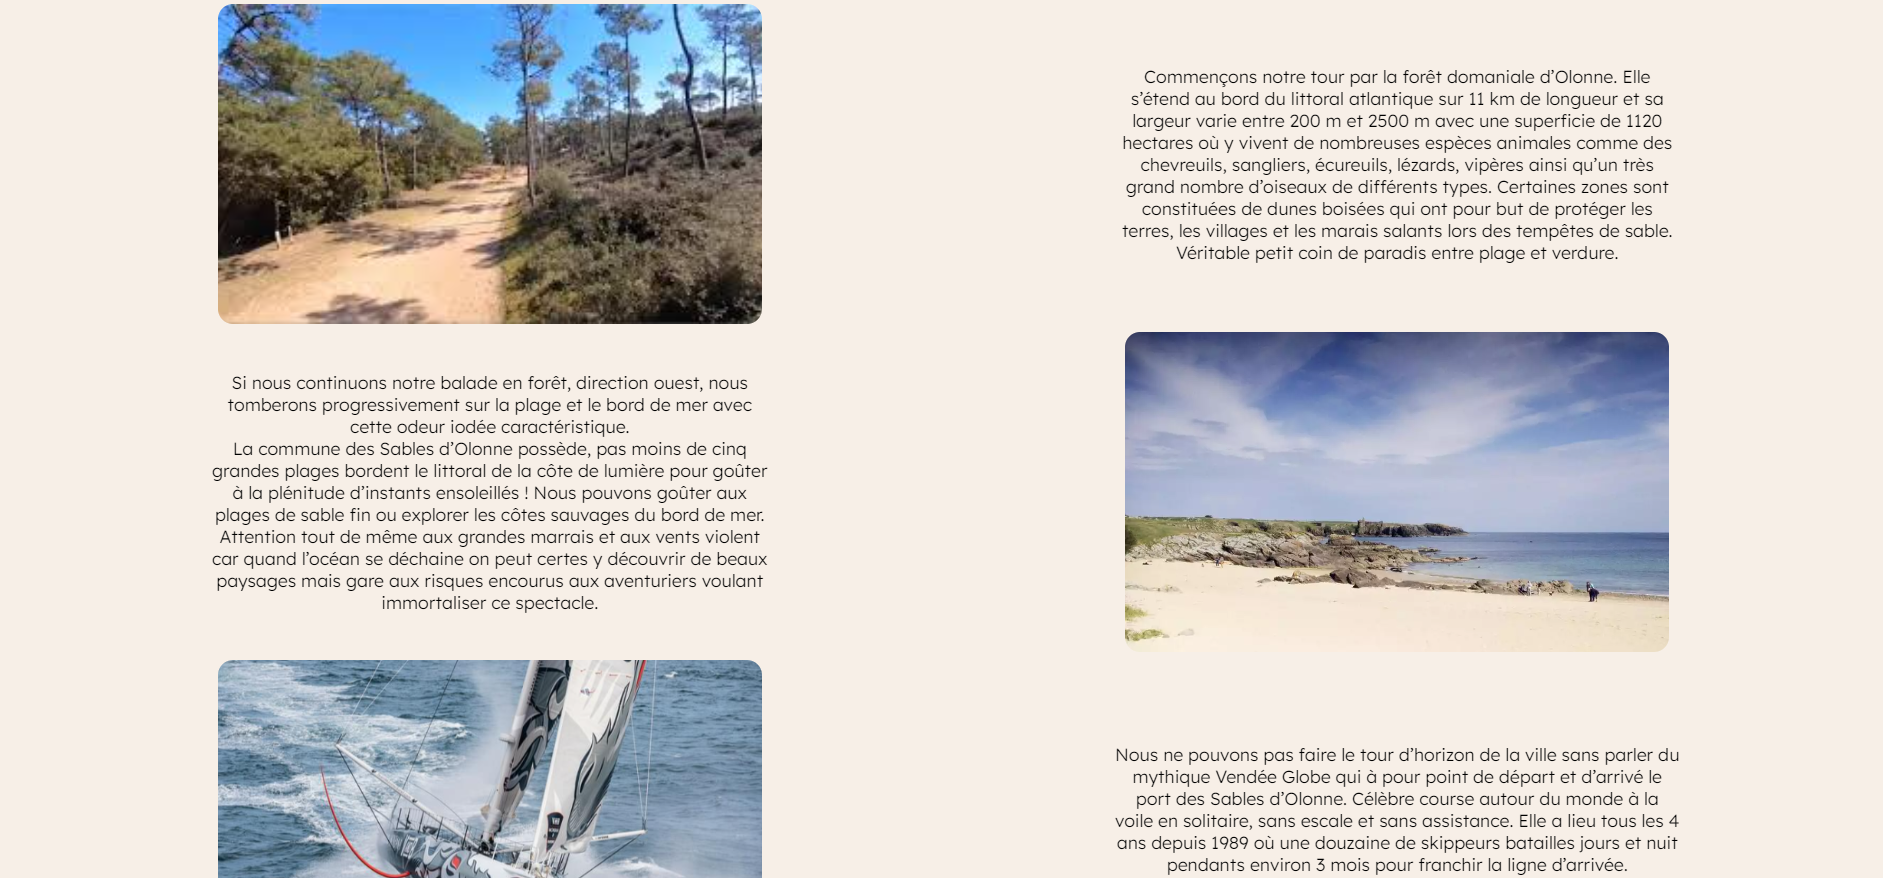 Commençons notre tour par la forêt domaniale d’Olonne. Elle
s’étend au bord du littoral atlantique sur 11 km de longueur et sa
largeur varie entre 200 m et 2500 m avec une superficie de 1120
hectares où y vivent de nombreuses espèces animales comme des
chevreuils, sangliers, écureuils, lézards, vipères ainsi qu’un très
grand nombre d’oiseaux de différents types. Certaines zones sont
constituées de dunes boisées qui ont pour but de protéger les
terres, les villages et les marais salants lors des tempêtes de sable.
Véritable petit coin de paradis entre plage et verdure.
Si nous continuons notre balade en forêt, direction ouest, nous
tomberons progressivement sur la plage et le bord de mer avec
cette odeur iodée caractéristique.
La commune des Sables d’Olonne possède, pas moins de cinq
grandes plages bordent le littoral de la côte de lumière pour goûter
à la plénitude d’instants ensoleillés ! Nous pouvons goûter aux
plages de sable fin ou explorer les côtes sauvages du bord de mer.
Attention tout de même aux grandes marrais et aux vents violent
car quand l’océan se déchaine on peut certes y découvrir de beaux
paysages mais gare aux risques encourus aux aventuriers voulant
immortaliser ce spectacle.
Nous ne pouvons pas faire le tour d’horizon de la ville sans parler du
mythique Vendée Globe qui à pour point de départ et d’arrivé le
port des Sables d’Olonne. Célèbre course autour du monde à la
voile en solitaire, sans escale et sans assistance. Elle a lieu tous les 4
ans depuis 1989 où une douzaine de skippeurs batailles jours et nuit
pendants environ 3 mois pour franchir la ligne d’arrivée.